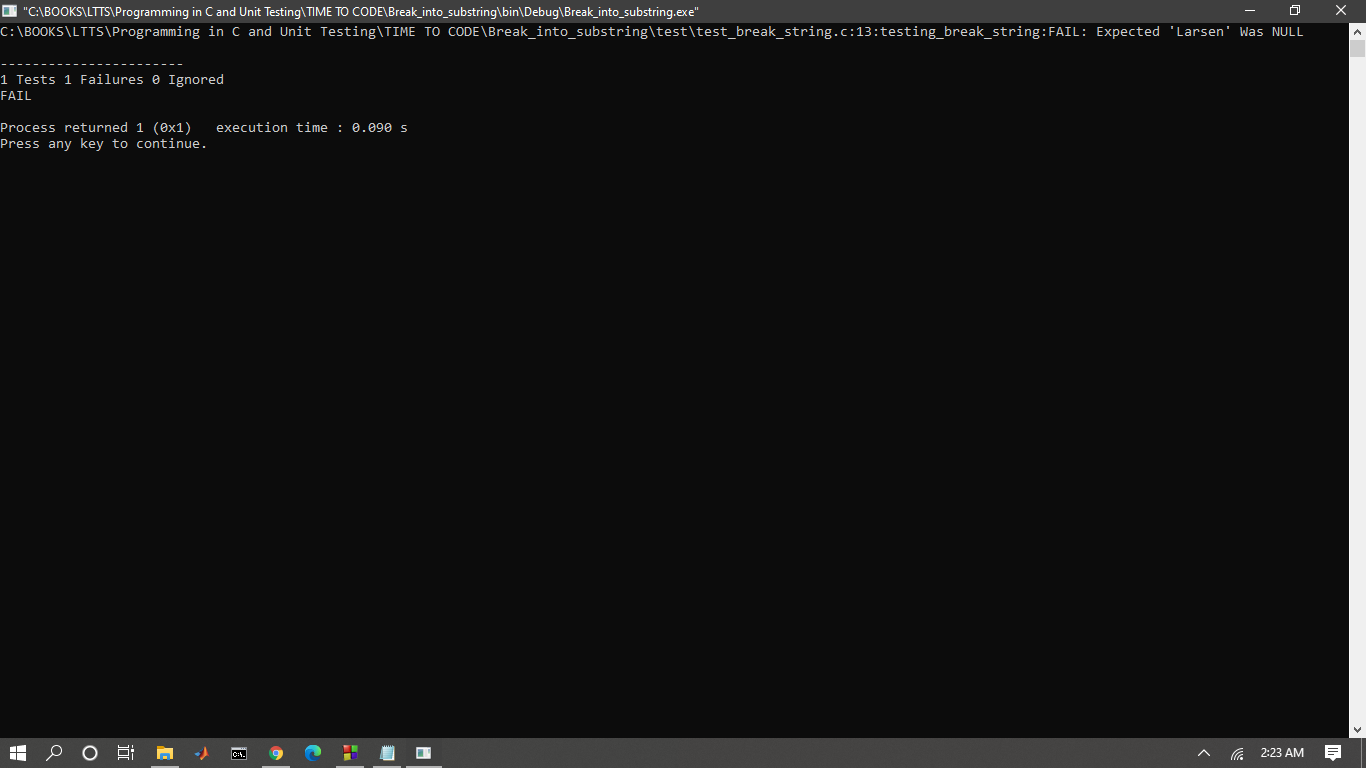 "C:\BOOKS\LTTS\Programming in C and Unit Testing\TIME TO CODE\Break_into_substring\bin\Debug\Break_into_substring.exe"
C:\BOOKS\LTTS\Programming in C and Unit Testing\TIME TO CODE\Break_into_substring\test\test_break_string.c:13:testing_break_string:FAIL: Expected 'Larsen' Was NULL
-----------------------
1 Tests 1 Failures 0 Ignored
FAIL
Process returned 1 (0x1)   execution time : 0.090 s
Press any key to continue.
2:23 AM